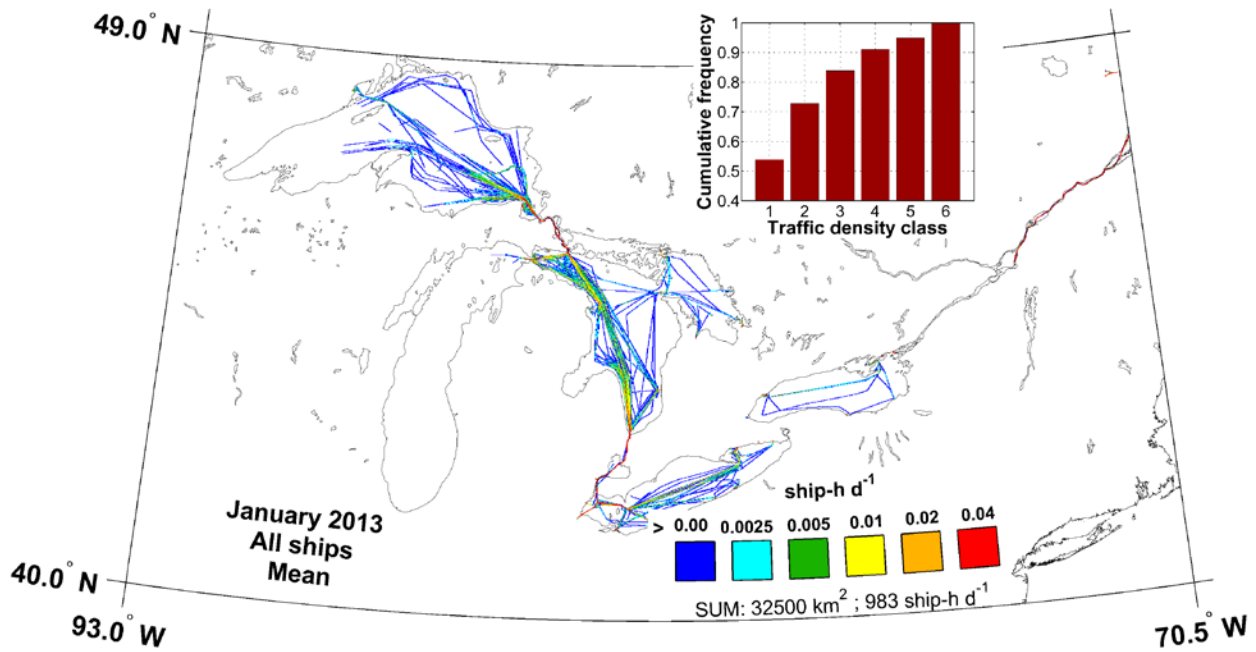 49.0° N
1
0.9
0.8
0.7
0.6
0.5
0.4
Cumulative frequency
1 2 3 4 5 6
Traffic density class
ship-h d⁻¹
> 0.00 0.0025 0.005 0.01 0.02 0.04
January 2013
All ships
Mean
SUM: 32500 km² ; 983 ship-h d⁻¹
40.0° N
93.0° W
70.5° W